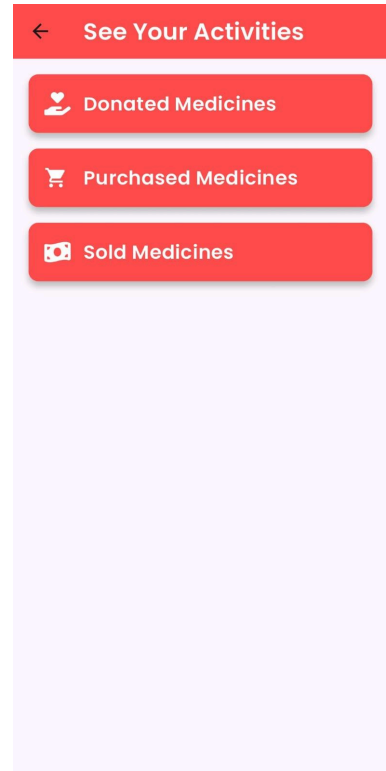 See Your Activities
Donated Medicines
Purchased Medicines
Sold Medicines